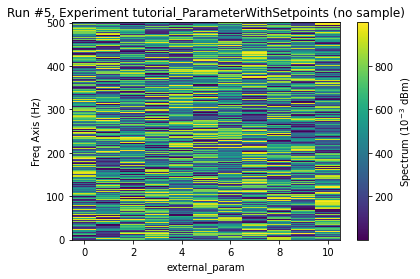 Run #5, Experiment tutorial_ParameterWithSetpoints (no sample)
500
400
300
200
100
0
Freq Axis (Hz)
0 2 4 6 8 10
external_param
800
600
400
200
Spectrum (10⁻³ dBm)